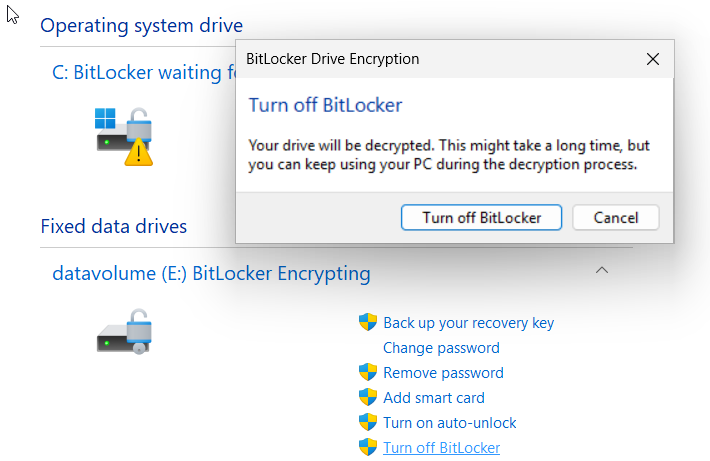 Operating system drive
C: BitLocker waiting fo
BitLocker Drive Encryption
Turn off BitLocker
Your drive will be decrypted. This might take a long time, but
you can keep using your PC during the decryption process.
Turn off BitLocker
Cancel
Fixed data drives
datavolume (E:) BitLocker Encrypting
Back up your recovery key
Change password
Remove password
Add smart card
Turn on auto-unlock
Turn off BitLocker